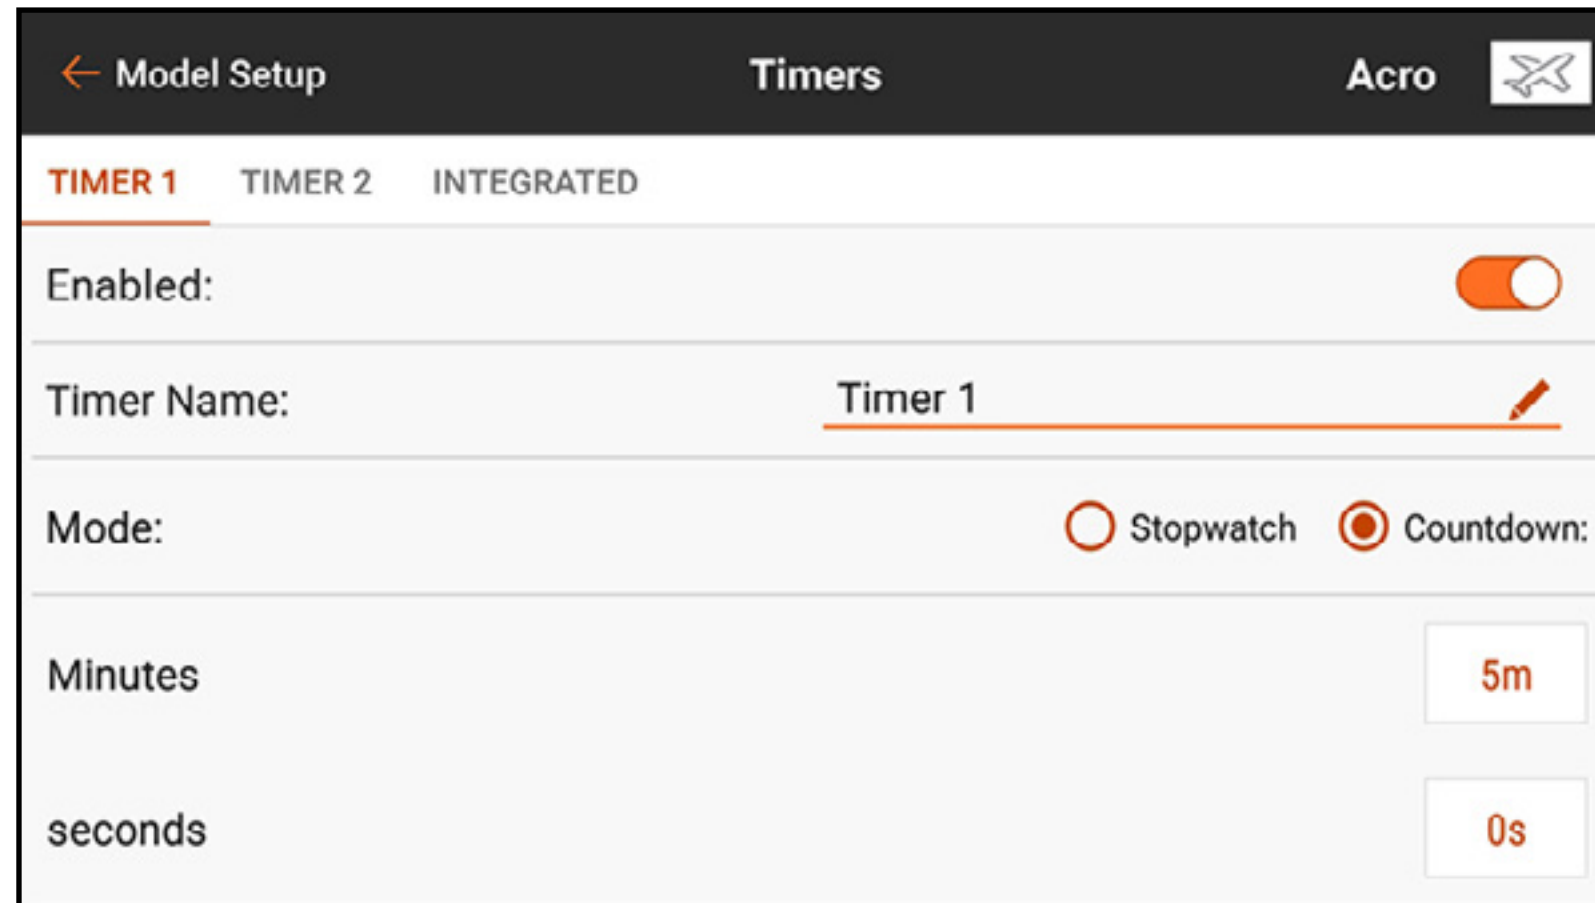 Model Setup Timers Acro
TIMER 1 TIMER 2 INTEGRATED
Enabled:
Timer Name: Timer 1
Mode: Stopwatch Countdown:
Minutes 5m
seconds 0s